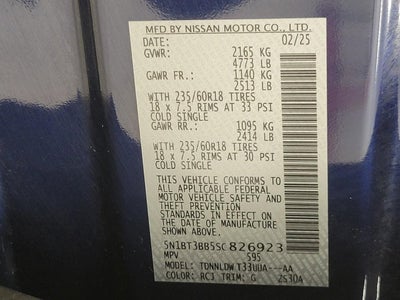 MFD BY NISSAN MOTOR CO., LTD.
DATE: 02/25
GVWR: 2165 KG
4773 LB
GAWR FR.: 1140 KG
2513 LB
WITH 235/60R18 TIRES
18 x 7.5 RIMS AT 33 PSI
COLD SINGLE
GAWR RR.: 1095 KG
2414 LB
WITH 235/60R18 TIRES
18 x 7.5 RIMS AT 30 PSI
COLD SINGLE
THIS VEHICLE CONFORMS TO
ALL APPLICABLE FEDERAL
MOTOR VEHICLE SAFETY
AND THEFT PREVENTION
STANDARDS IN EFFECT ON
THE DATE OF MANUFACTURE
SHOWN ABOVE.
5N1BT3BB5SC826923
MPV 595
MODEL:
COLOR: RC3 TRIM: G 2S30A